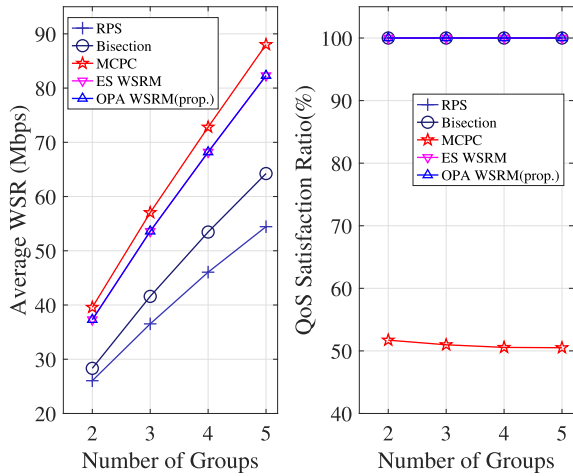 Average WSR (Mbps)
90
80
70
60
50
40
30
20
2 3 4 5
Number of Groups
RPS
Bisection
MCPC
ES WSRM
OPA WSRM(prop.)
QoS Satisfaction Ratio(%)
100
90
80
70
60
50
40
2 3 4 5
Number of Groups
RPS
Bisection
MCPC
ES WSRM
OPA WSRM(prop.)